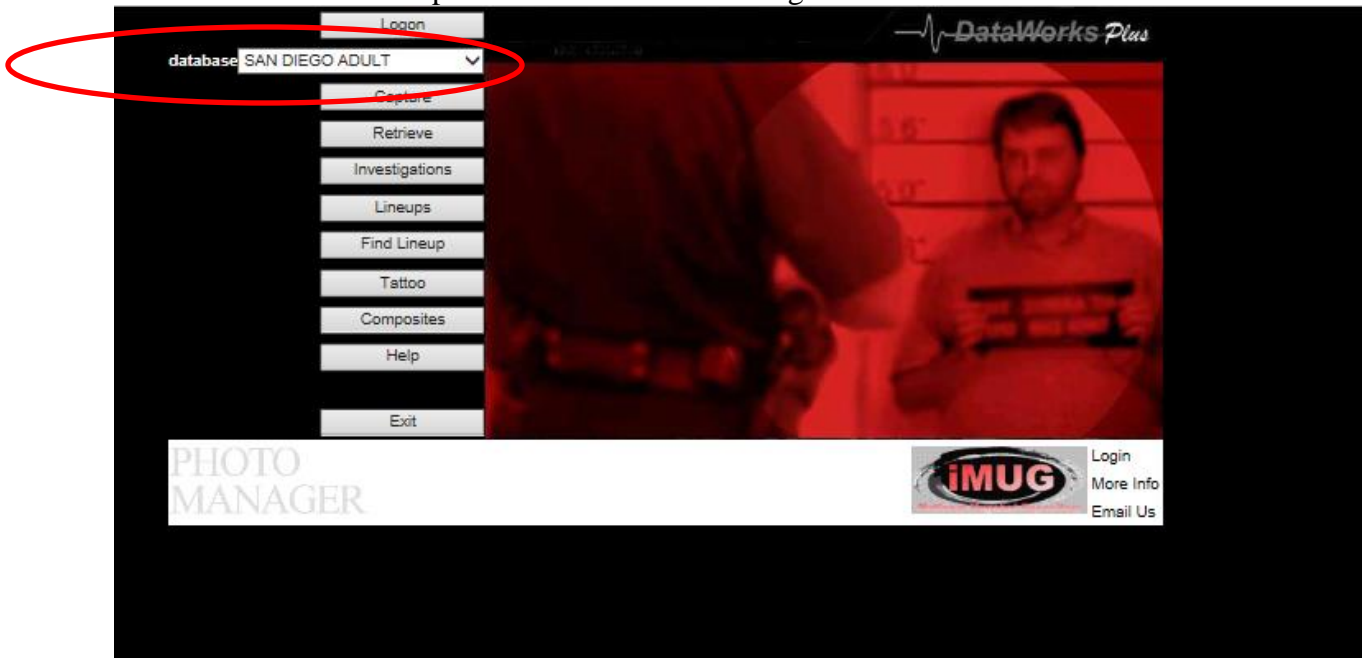 Logon
DataWorks Plus
database SAN DIEGO ADULT
Capture
Retrieve
Investigations
Lineups
Find Lineup
Tattoo
Composites
Help
Exit
PHOTO
MANAGER
iMUG
Login
More Info
Email Us